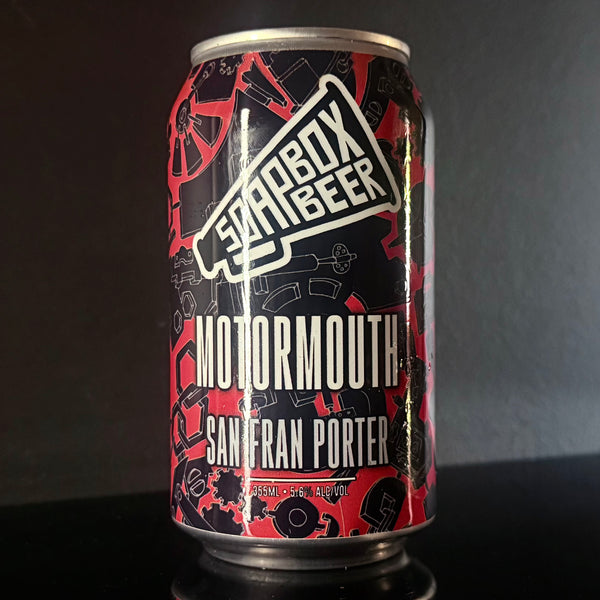 SOAPBOX
BEER
MOTORMOUTH
SAN FRAN PORTER
355ML • 5.6% ALC/VOL